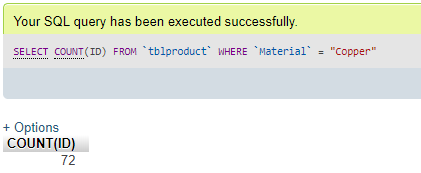 Your SQL query has been executed successfully.
SELECT COUNT(ID) FROM `tblproduct` WHERE `Material` = "Copper"
+ Options
COUNT(ID)
72